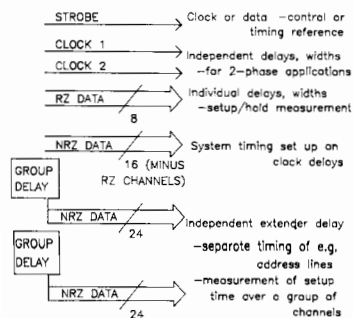 STROBE
Clock or data -control or
timing reference
CLOCK 1
Independent delays, widths
CLOCK 2
-for 2-phase applications
Individual delays, widths
RZ DATA
-setup/hold measurement
8
NRZ DATA
System timing set up on
clock delays
16 (MINUS
RZ CHANNELS)
GROUP
DELAY
NRZ DATA
Independent extender delay
24
-separate timing of e.g.
address lines
GROUP
DELAY
-measurement of setup
time over a group of
NRZ DATA
channels
24